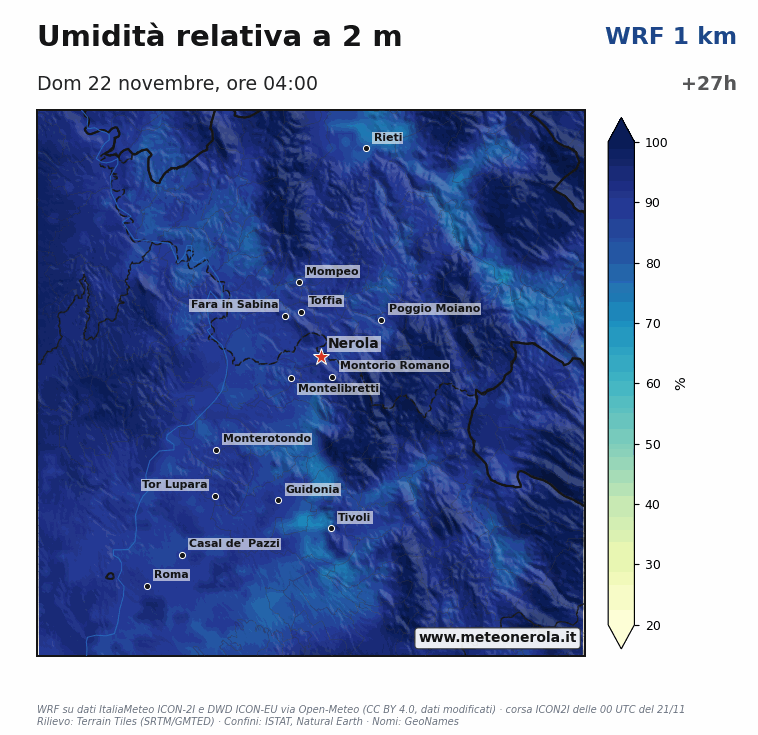 Umidità relativa a 2 m
WRF 1 km
Dom 22 novembre, ore 04:00
+27h
Rieti
Mompeo
Fara in Sabina
Toffia
Poggio Moiano
Nerola
Montorio Romano
Montelibretti
Monterotondo
Tor Lupara
Guidonia
Tivoli
Casal de' Pazzi
Roma
www.meteonerola.it
100
90
80
70
60
50
40
30
20
%
WRF su dati ItaliaMeteo ICON-2I e DWD ICON-EU via Open-Meteo (CC BY 4.0, dati modificati) · corsa ICON2I delle 00 UTC del 21/11
Rilievo: Terrain Tiles (SRTM/GMTED) · Confini: ISTAT, Natural Earth · Nomi: GeoNames